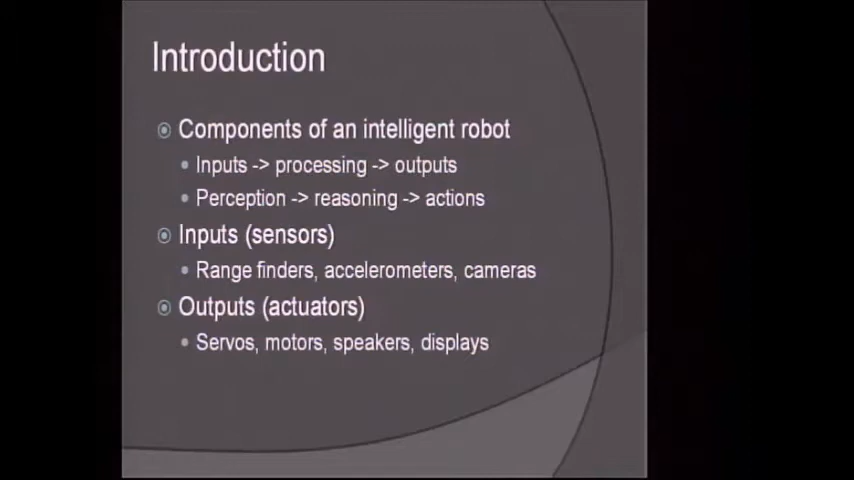 Introduction
Components of an intelligent robot
Inputs -> processing -> outputs
Perception -> reasoning -> actions
Inputs (sensors)
Range finders, accelerometers, cameras
Outputs (actuators)
Servos, motors, speakers, displays